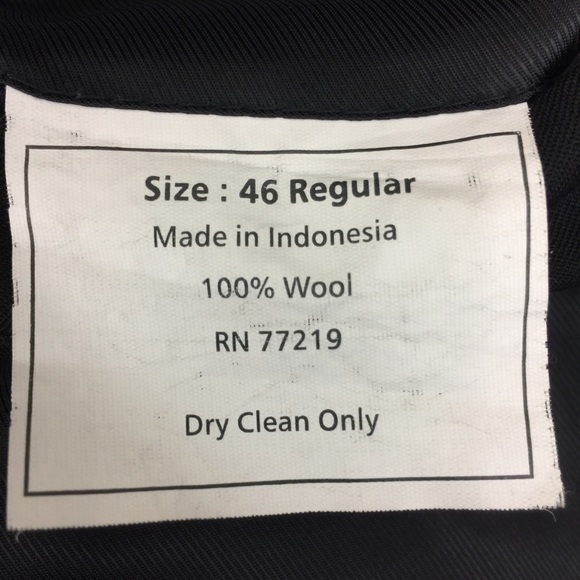 Size : 46 Regular
Made in Indonesia
100% Wool
RN 77219
Dry Clean Only